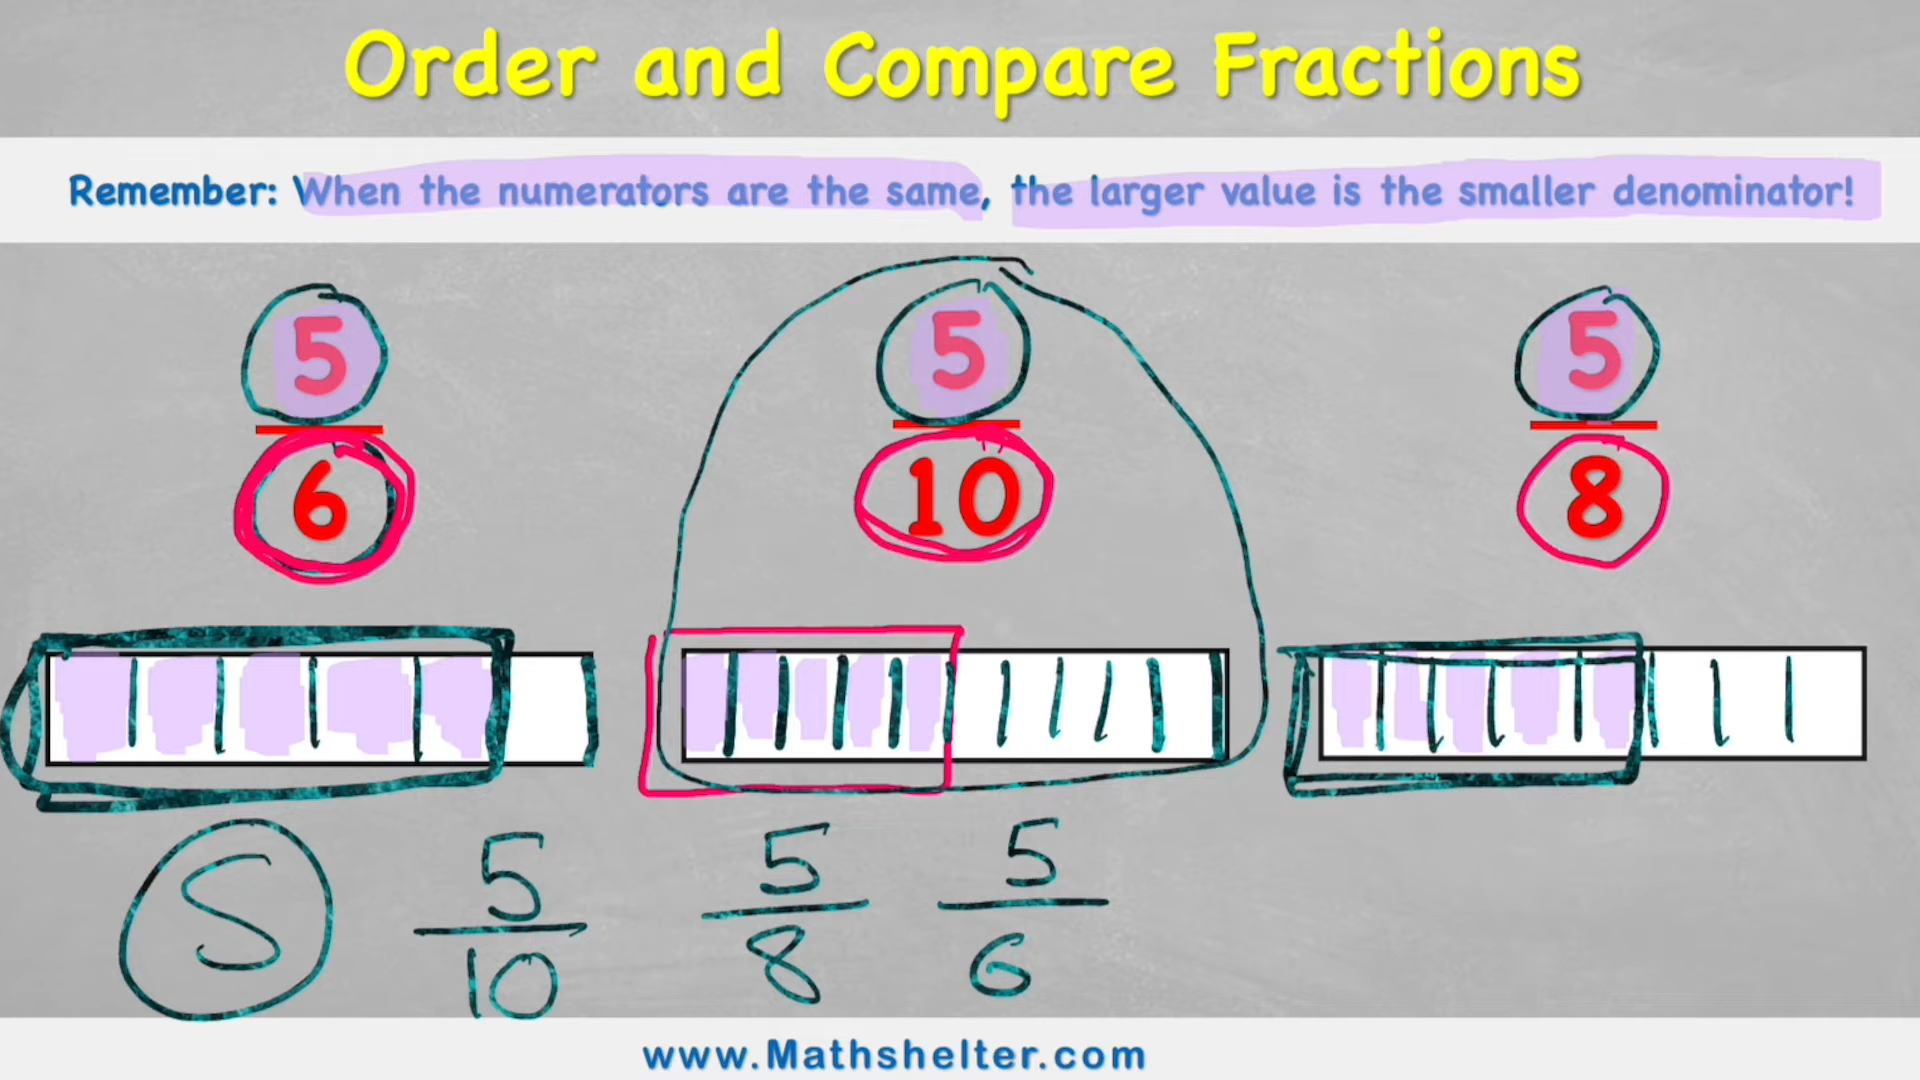 Order and Compare Fractions
Remember: When the numerators are the same, the larger value is the smaller denominator!
5 5 5
6 10 8
S 5 5 5
10 8 6
www.Mathshelter.com